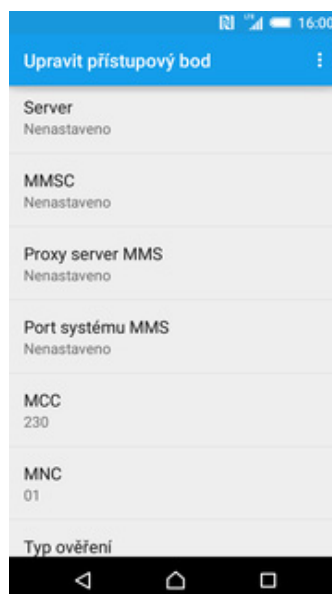 16:00
Upravit přístupový bod
Server
Nenastaveno
MMSC
Nenastaveno
Proxy server MMS
Nenastaveno
Port systému MMS
Nenastaveno
MCC
230
MNC
01
Typ ověření